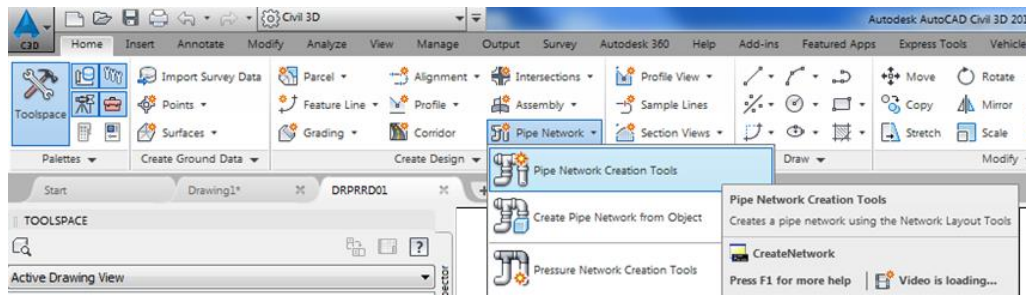 Civil 3D
Autodesk AutoCAD Civil 3D 201
C3D Home Insert Annotate Modify Analyze View Manage Output Survey Autodesk 360 Help Add-ins Featured Apps Express Tools Vehicle
Import Survey Data Parcel Alignment Intersections Profile View Move Rotate
Toolspace Points Feature Line Profile Assembly Sample Lines Copy Mirror
Surfaces Grading Corridor Pipe Network Section Views Stretch Scale
Palettes Create Ground Data Create Design Draw Modify
Start Drawing1* DRPRRD01
Pipe Network Creation Tools
Create Pipe Network from Object
Pressure Network Creation Tools
Pipe Network Creation Tools
Creates a pipe network using the Network Layout Tools
CreateNetwork
Press F1 for more help Video is loading...
TOOLSPACE
Active Drawing View